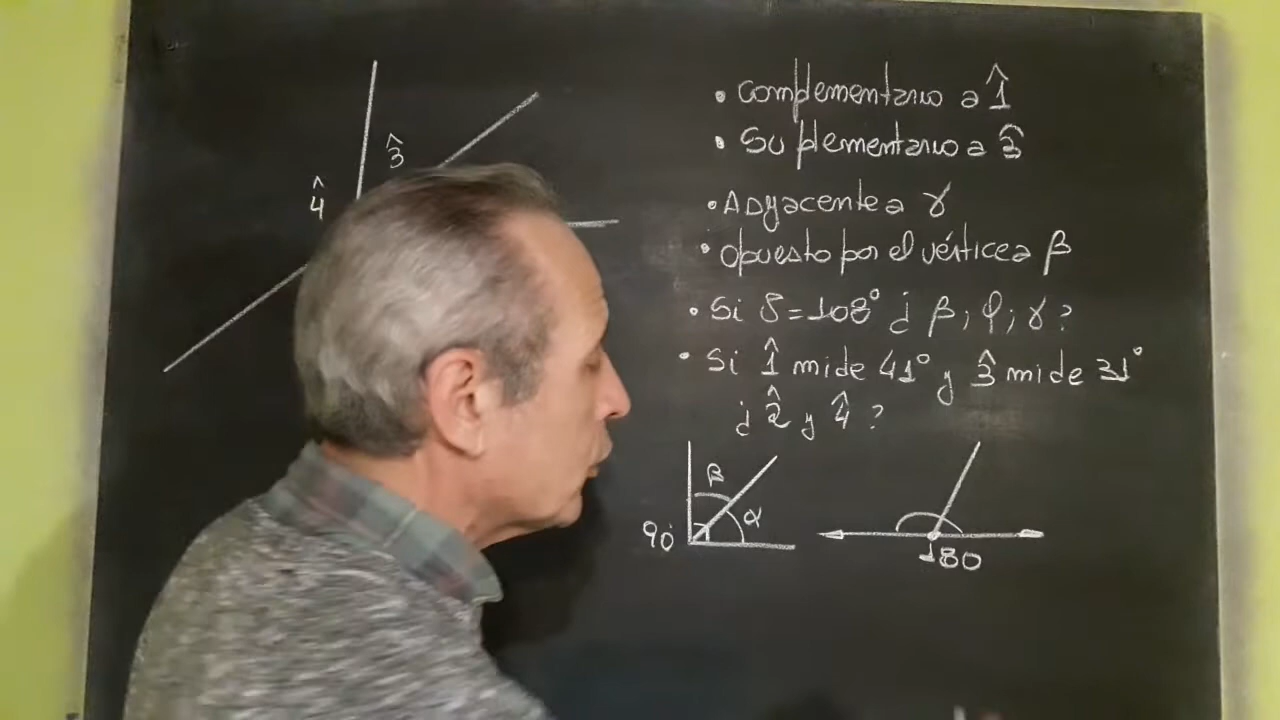 3̂
4̂
• complementario a 1̂
• Suplementario a 3̂
• Adyacente a γ
• Opuesto por el vértice a β
• Si δ=108° ¿ β, φ, γ?
• Si 1̂ mide 41° y 3̂ mide 31°
¿ 2̂ y 4̂ ?
β
α
90°
180